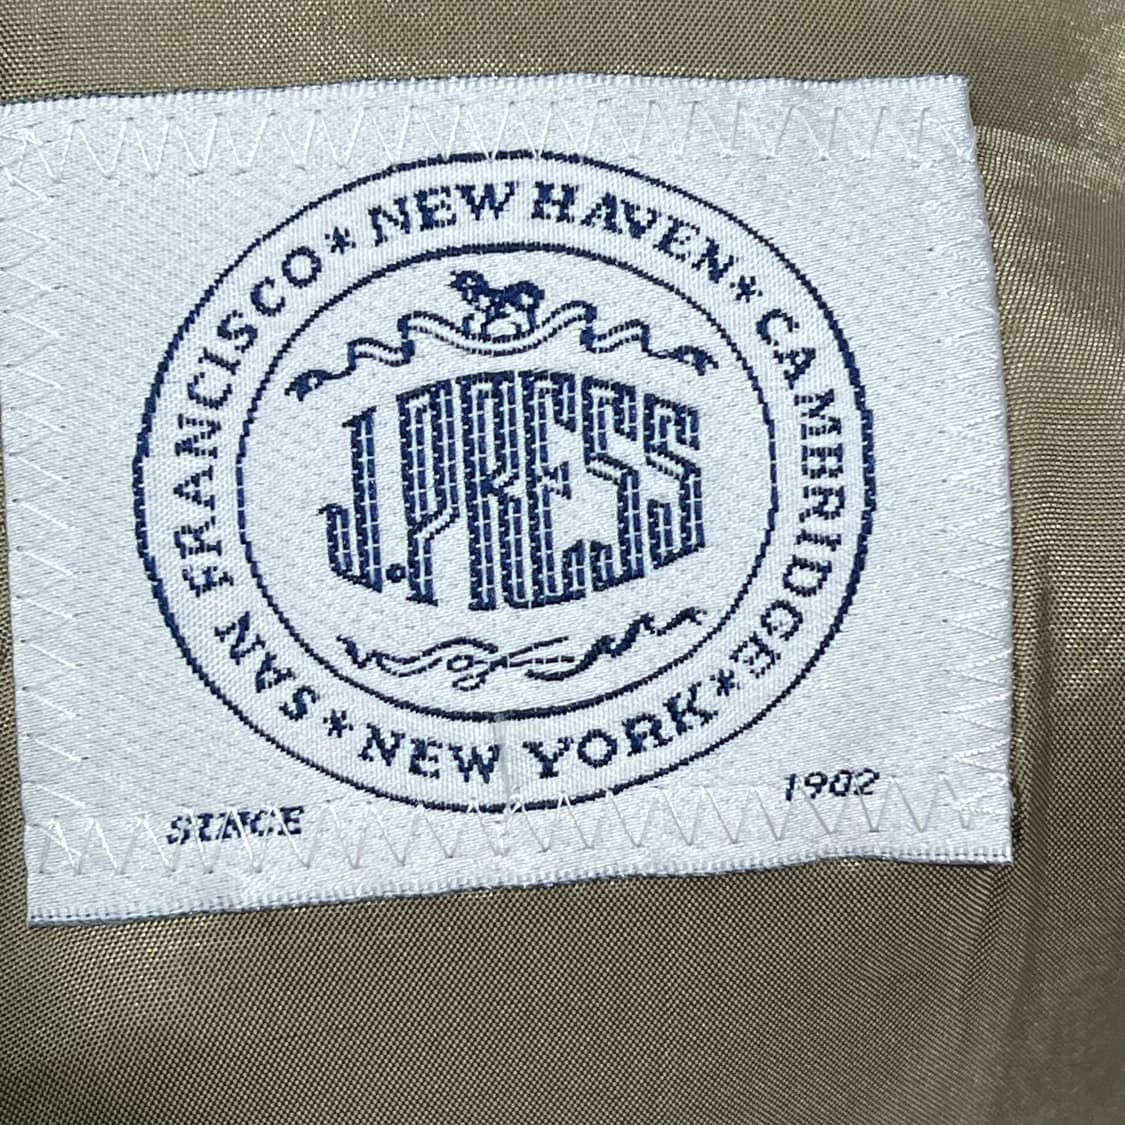 * NEW HAVEN * CAMBRIDGE * NEW YORK * SAN FRANCISCO
J.PRESS
SINCE 1902